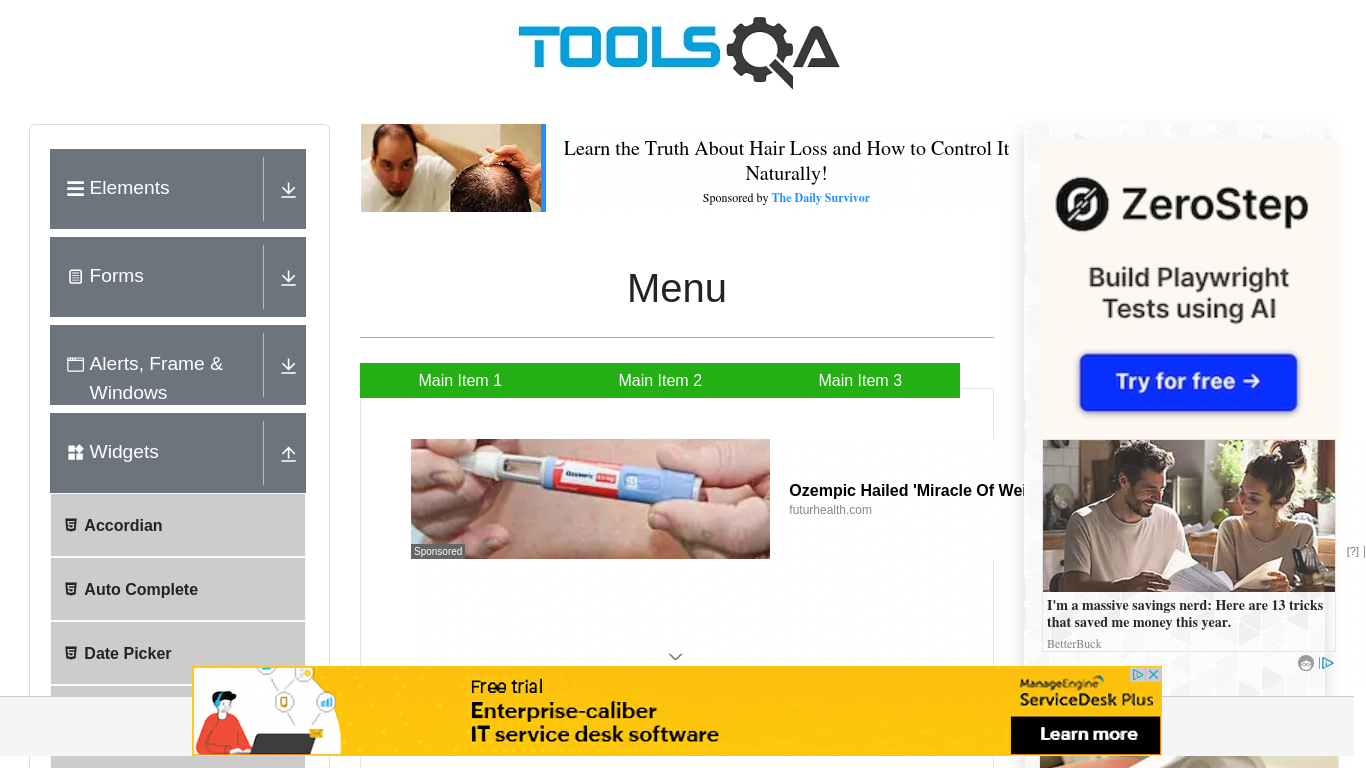 TOOLSQA
Elements
Forms
Alerts, Frame &
Windows
Widgets
Accordian
Auto Complete
Date Picker
Learn the Truth About Hair Loss and How to Control It
Naturally!
Sponsored by The Daily Survivor
Menu
Main Item 1
Main Item 2
Main Item 3
Ozempic
Sponsored
Ozempic Hailed 'Miracle Of Wei
futurhealth.com
ZeroStep
Build Playwright
Tests using AI
Try for free →
I'm a massive savings nerd: Here are 13 tricks
that saved me money this year.
BetterBuck
[?]
Free trial
Enterprise-caliber
IT service desk software
ManageEngine
ServiceDesk Plus
Learn more